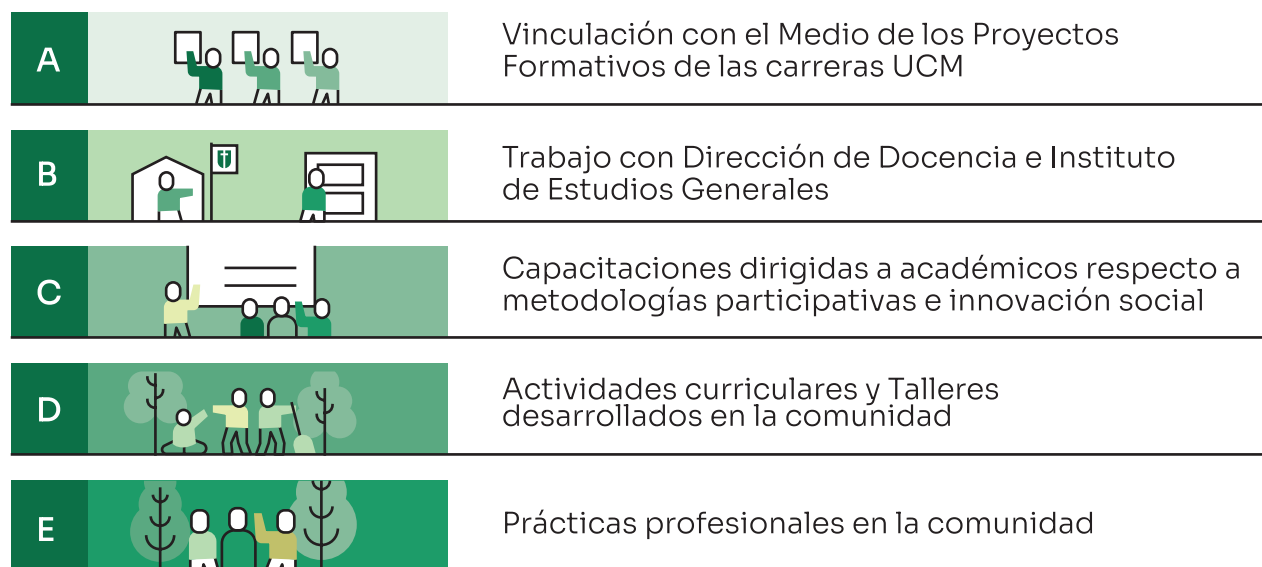 A
Vinculación con el Medio de los Proyectos
Formativos de las carreras UCM
B
Trabajo con Dirección de Docencia e Instituto
de Estudios Generales
C
Capacitaciones dirigidas a académicos respecto a
metodologías participativas e innovación social
D
Actividades curriculares y Talleres
desarrollados en la comunidad
E
Prácticas profesionales en la comunidad